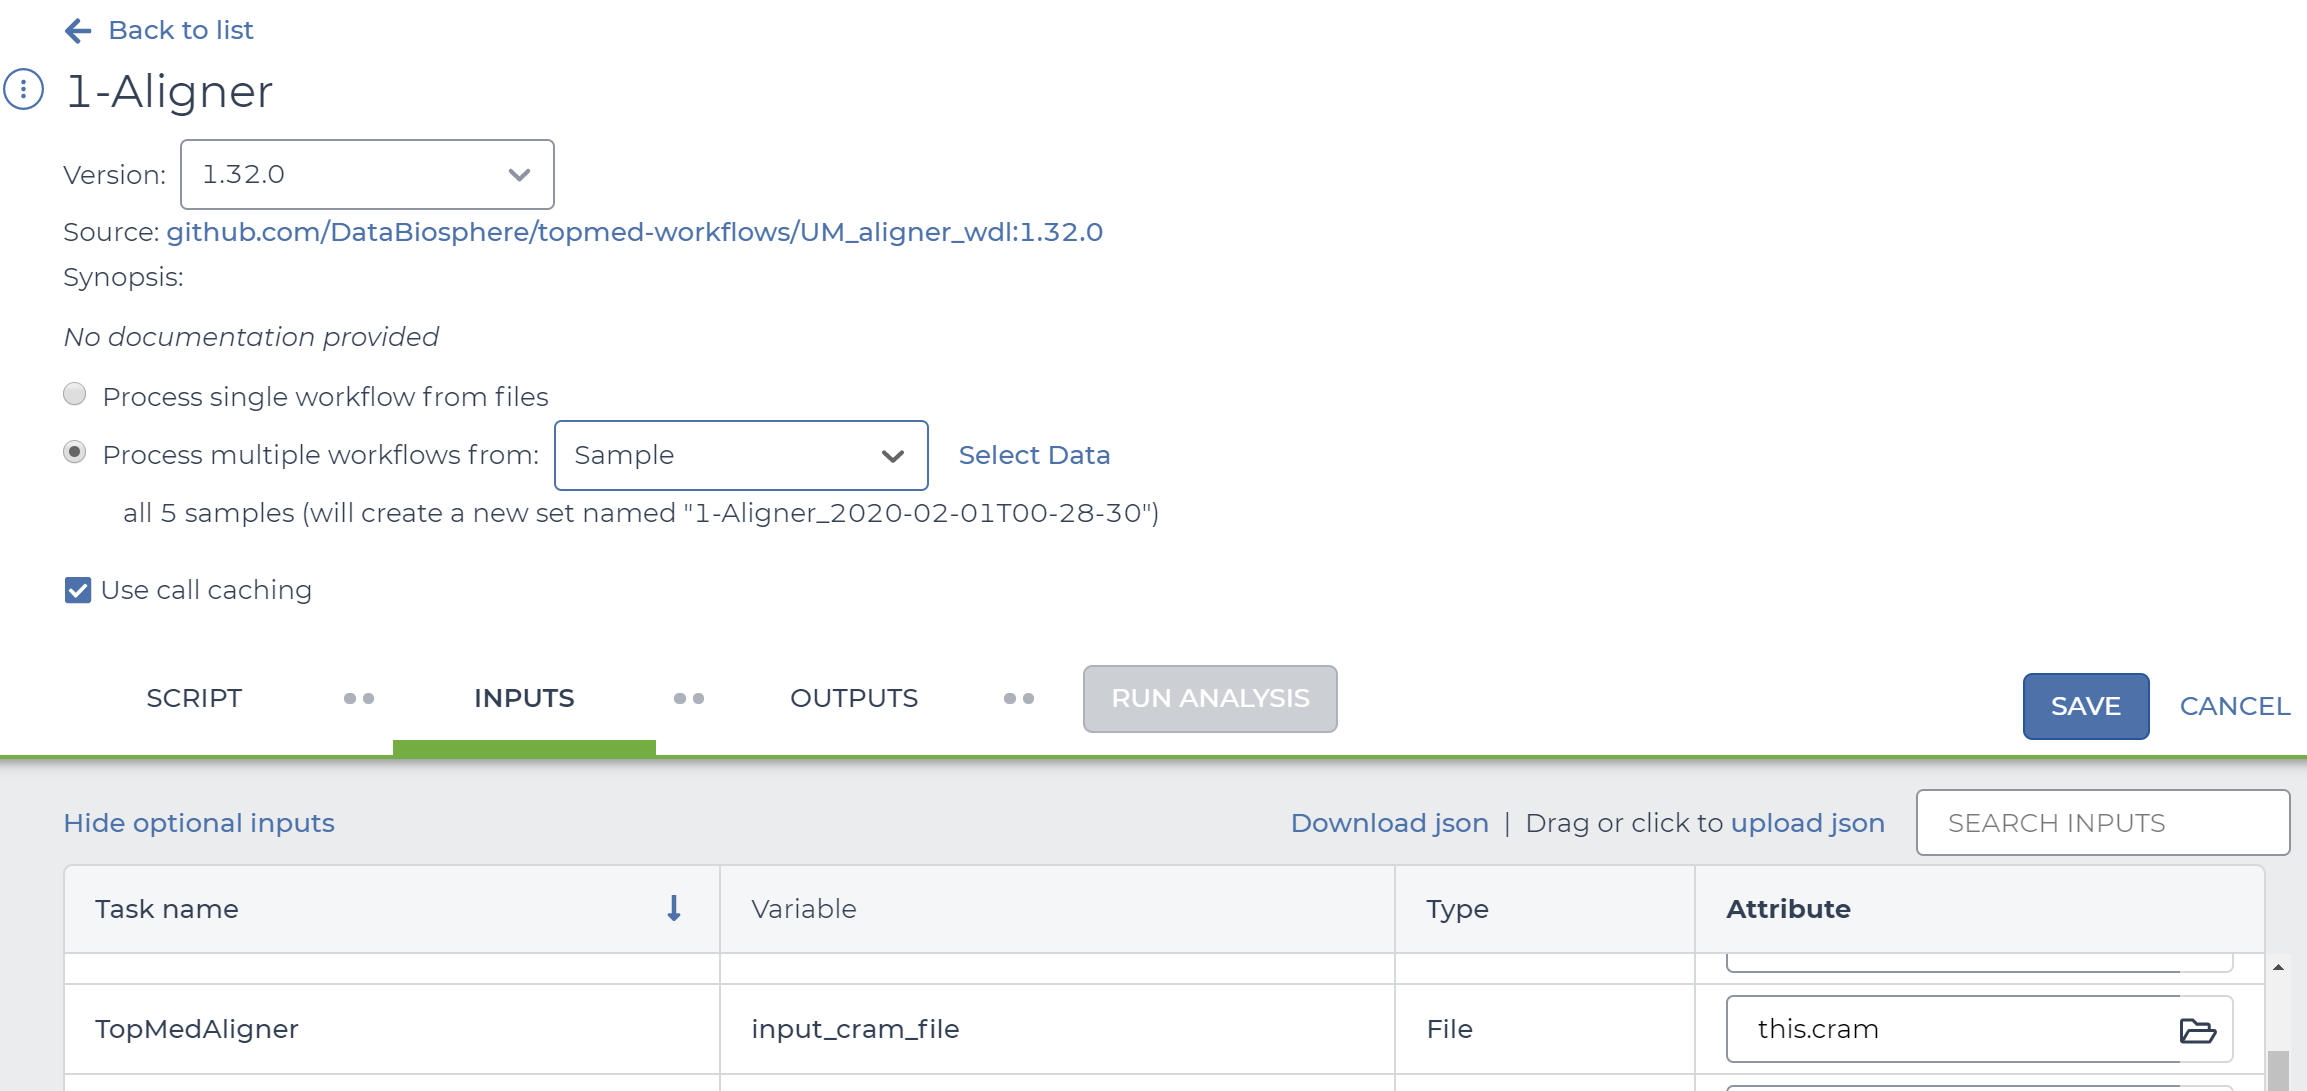 Back to list
1-Aligner
Version: 1.32.0
Source: github.com/DataBiosphere/topmed-workflows/UM_aligner_wdl:1.32.0
Synopsis:
No documentation provided
Process single workflow from files
Process multiple workflows from: Sample Select Data
all 5 samples (will create a new set named "1-Aligner_2020-02-01T00-28-30")
Use call caching
SCRIPT INPUTS OUTPUTS RUN ANALYSIS SAVE CANCEL
Hide optional inputs Download json | Drag or click to upload json SEARCH INPUTS
Task name Variable Type Attribute
TopMedAligner input_cram_file File this.cram